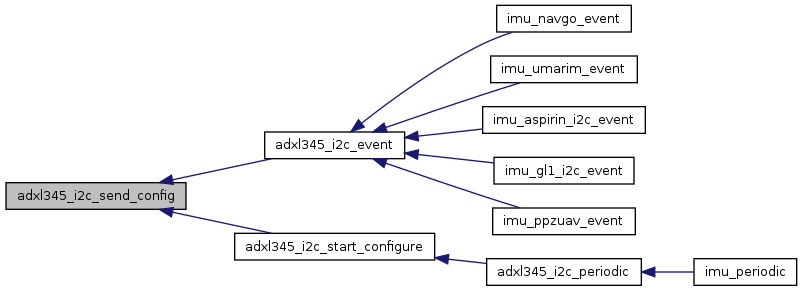 imu_navgo_event
imu_umarim_event
imu_aspirin_i2c_event
adxl345_i2c_event
imu_gl1_i2c_event
adxl345_i2c_send_config
imu_ppzuav_event
adxl345_i2c_start_configure
adxl345_i2c_periodic
imu_periodic